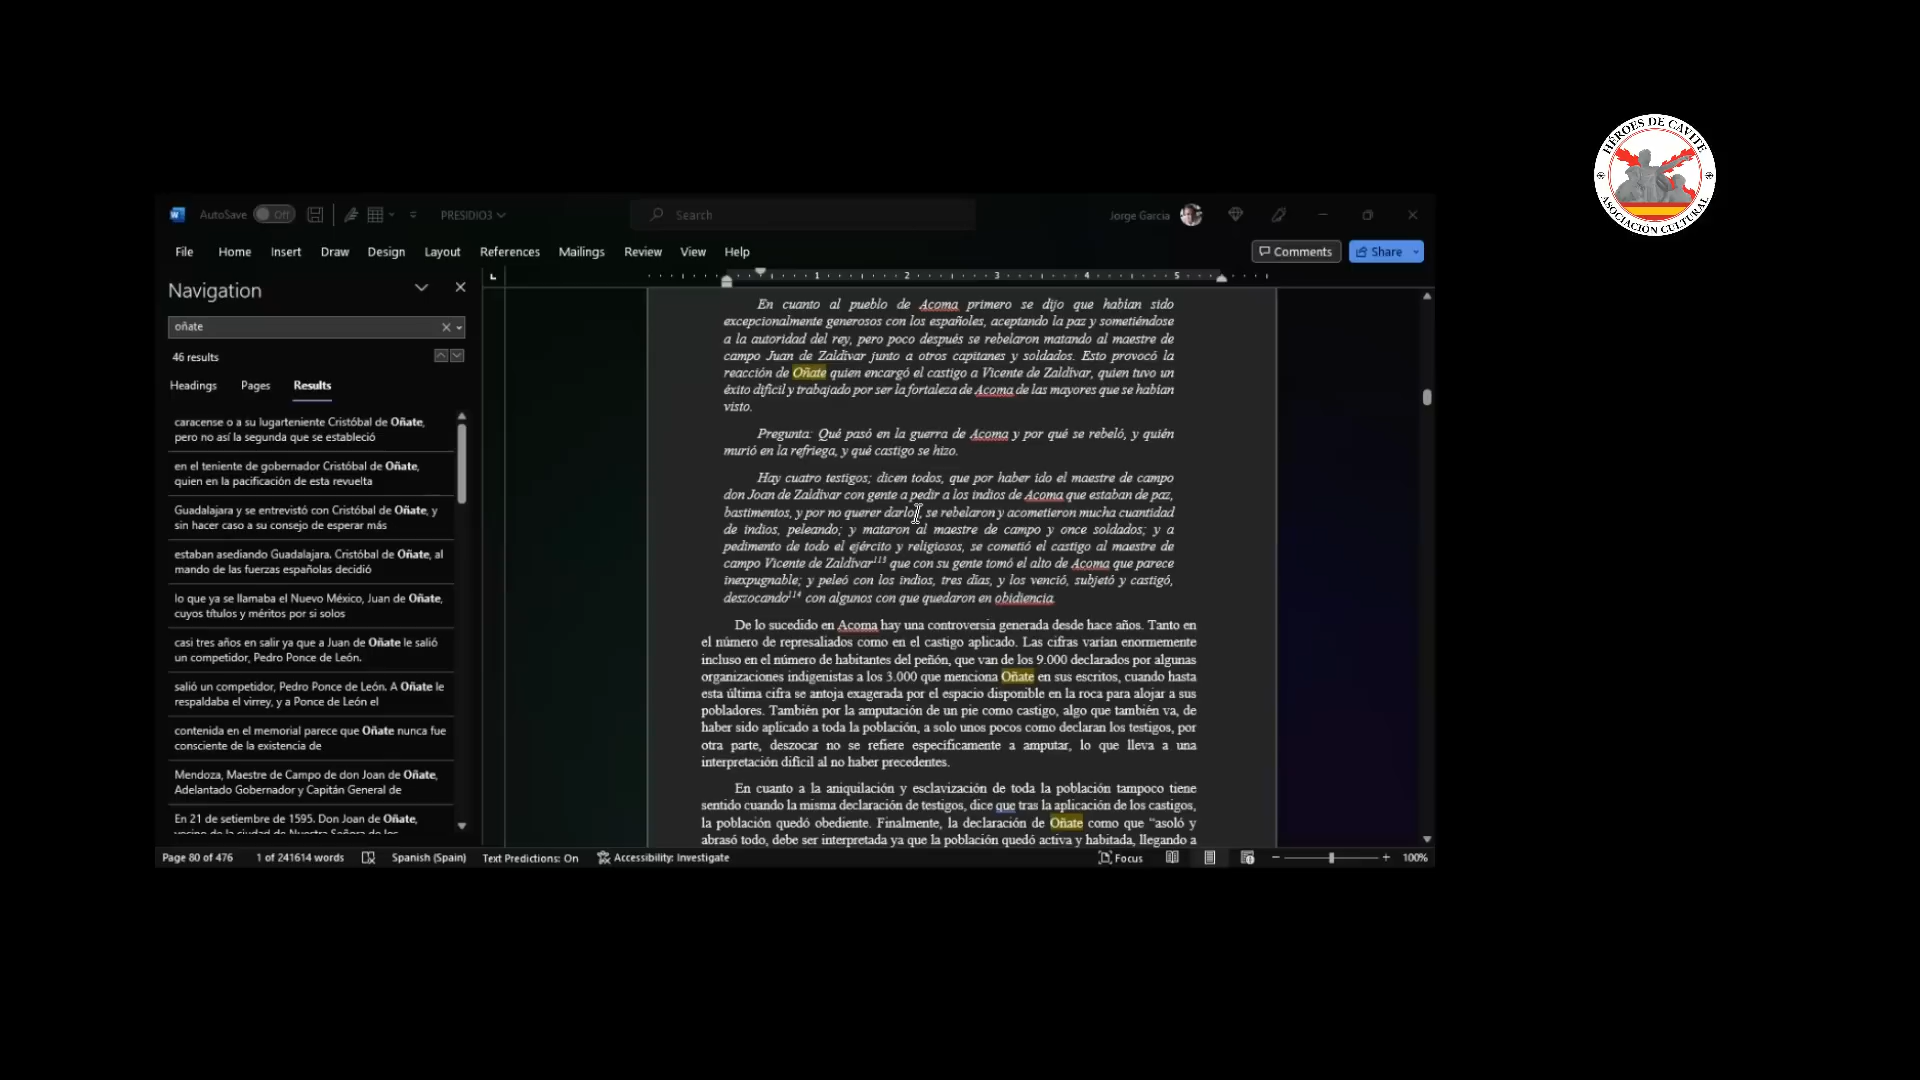 HÉROES DE CAVITE
ASOCIACIÓN CULTURAL
AutoSave Off PRESIDIO3 Search Jorge Garcia
File Home Insert Draw Design Layout References Mailings Review View Help Comments Share
Navigation
oñate
46 results
Headings Pages Results
caracense o a su lugarteniente Cristóbal de Oñate,
pero no así la segunda que se estableció
en el teniente de gobernador Cristóbal de Oñate,
quien en la pacificación de esta revuelta
Guadalajara y se entrevistó con Cristóbal de Oñate, y
sin hacer caso a su consejo de esperar más
estaban asediando Guadalajara. Cristóbal de Oñate, al
mando de las fuerzas españolas decidió
lo que ya se llamaba el Nuevo México, Juan de Oñate,
cuyos títulos y méritos por si solos
casi tres años en salir ya que a Juan de Oñate le salió
un competidor, Pedro Ponce de León.
salió un competidor, Pedro Ponce de León. A Oñate le
respaldaba el virrey, y a Ponce de León el
contenida en el memorial parece que Oñate nunca fue
consciente de la existencia de
Mendoza, Maestre de Campo de don Joan de Oñate,
Adelantado Gobernador y Capitán General de
En 21 de setiembre de 1595. Don Joan de Oñate,
vecino de la ciudad de Nuestra Señora de los
1 2 3 4 5
En cuanto al pueblo de Acoma primero se dijo que habían sido
excepcionalmente generosos con los españoles, aceptando la paz y sometiéndose
a la autoridad del rey, pero poco después se rebelaron matando al maestre de
campo Juan de Zaldívar junto a otros capitanes y soldados. Esto provocó la
reacción de Oñate quien encargó el castigo a Vicente de Zaldívar, quien tuvo un
éxito difícil y trabajado por ser la fortaleza de Acoma de las mayores que se habían
visto.
Pregunta: Qué pasó en la guerra de Acoma y por qué se rebeló, y quién
murió en la refriega, y qué castigo se hizo.
Hay cuatro testigos; dicen todos, que por haber ido el maestre de campo
don Joan de Zaldívar con gente a pedir a los indios de Acoma que estaban de paz,
bastimentos, y por no querer darlos, se rebelaron y acometieron mucha cuantidad
de indios, peleando; y mataron al maestre de campo y once soldados; y a
pedimento de todo el ejército y religiosos, se cometió el castigo al maestre de
campo Vicente de Zaldívar113 que con su gente tomó el alto de Acoma que parece
inexpugnable; y peleó con los indios, tres días, y los venció, subjetó y castigó,
deszocando114 con algunos con que quedaron en obidiencia.
De lo sucedido en Acoma hay una controversia generada desde hace años. Tanto en
el número de represaliados como en el castigo aplicado. Las cifras varían enormemente
incluso en el número de habitantes del peñón, que van de los 9.000 declarados por algunas
organizaciones indigenistas a los 3.000 que menciona Oñate en sus escritos, cuando hasta
esta última cifra se antoja exagerada por el espacio disponible en la roca para alojar a sus
pobladores. También por la amputación de un pie como castigo, algo que también va, de
haber sido aplicado a toda la población, a solo unos pocos como declaran los testigos, por
otra parte, deszocar no se refiere específicamente a amputar, lo que lleva a una
interpretación difícil al no haber precedentes.
En cuanto a la aniquilación y esclavización de toda la población tampoco tiene
sentido cuando la misma declaración de testigos, dice que tras la aplicación de los castigos,
la población quedó obediente. Finalmente, la declaración de Oñate como que “asoló y
abrasó todo, debe ser interpretada ya que la población quedó activa y habitada, llegando a
Page 80 of 476 1 of 241614 words Spanish (Spain) Text Predictions: On Accessibility: Investigate Focus 100%